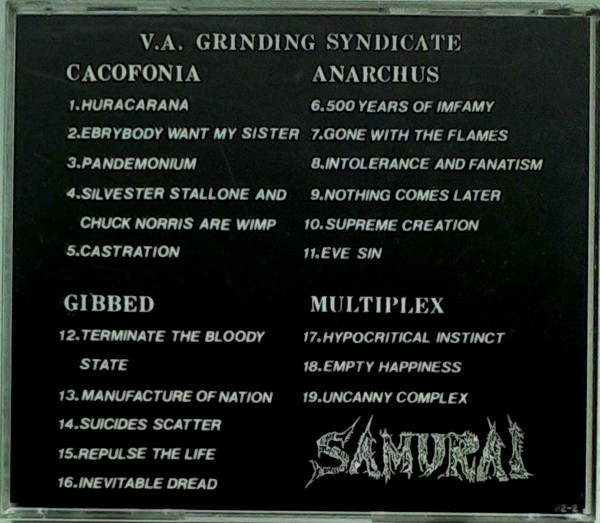 V.A. GRINDING SYNDICATE
CACOFONIA
1.HURACARANA
2.EBRYBODY WANT MY SISTER
3.PANDEMONIUM
4.SILVESTER STALLONE AND
CHUCK NORRIS ARE WIMP
5.CASTRATION
ANARCHUS
6.500 YEARS OF IMFAMY
7.GONE WITH THE FLAMES
8.INTOLERANCE AND FANATISM
9.NOTHING COMES LATER
10.SUPREME CREATION
11.EVE SIN
GIBBED
12.TERMINATE THE BLOODY
STATE
13.MANUFACTURE OF NATION
14.SUICIDES SCATTER
15.REPULSE THE LIFE
16.INEVITABLE DREAD
MULTIPLEX
17.HYPOCRITICAL INSTINCT
18.EMPTY HAPPINESS
19.UNCANNY COMPLEX
SAMURAI